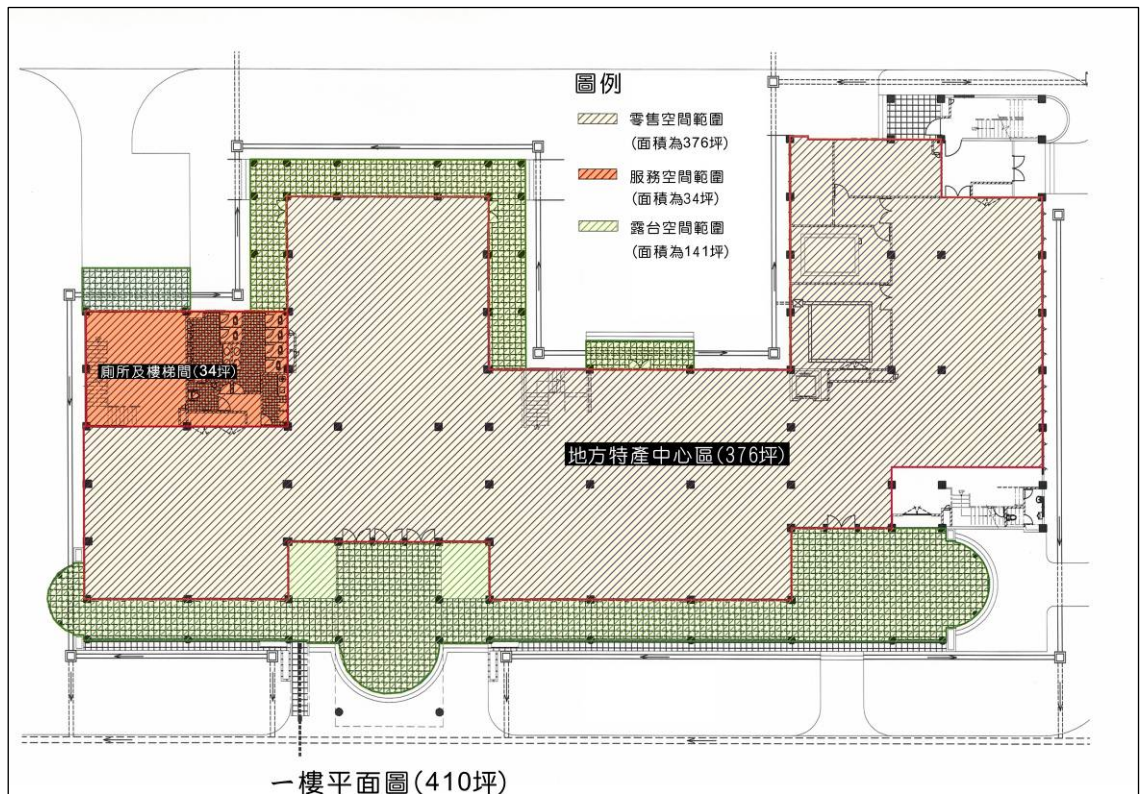 圖例
零售空間範圍
(面積為376坪)
服務空間範圍
(面積為34坪)
露台空間範圍
(面積為141坪)
廁所及樓梯間(34坪)
地方特產中心區(376坪)
一樓平面圖(410坪)